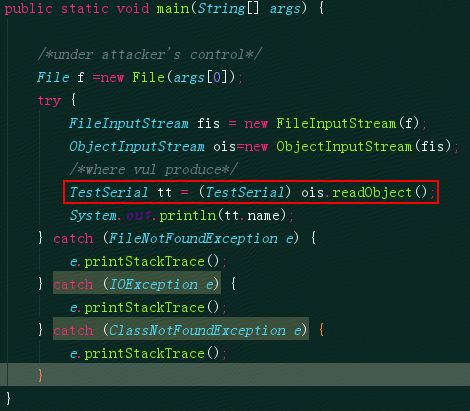 public static void main(String[] args) {
/*under attacker's control*/
File f =new File(args[0]);
try {
FileInputStream fis = new FileInputStream(f);
ObjectInputStream ois=new ObjectInputStream(fis);
/*where vul produce*/
TestSerial tt = (TestSerial) ois.readObject();
System.out.println(tt.name);
} catch (FileNotFoundException e) {
e.printStackTrace();
} catch (IOException e) {
e.printStackTrace();
} catch (ClassNotFoundException e) {
e.printStackTrace();
}
}